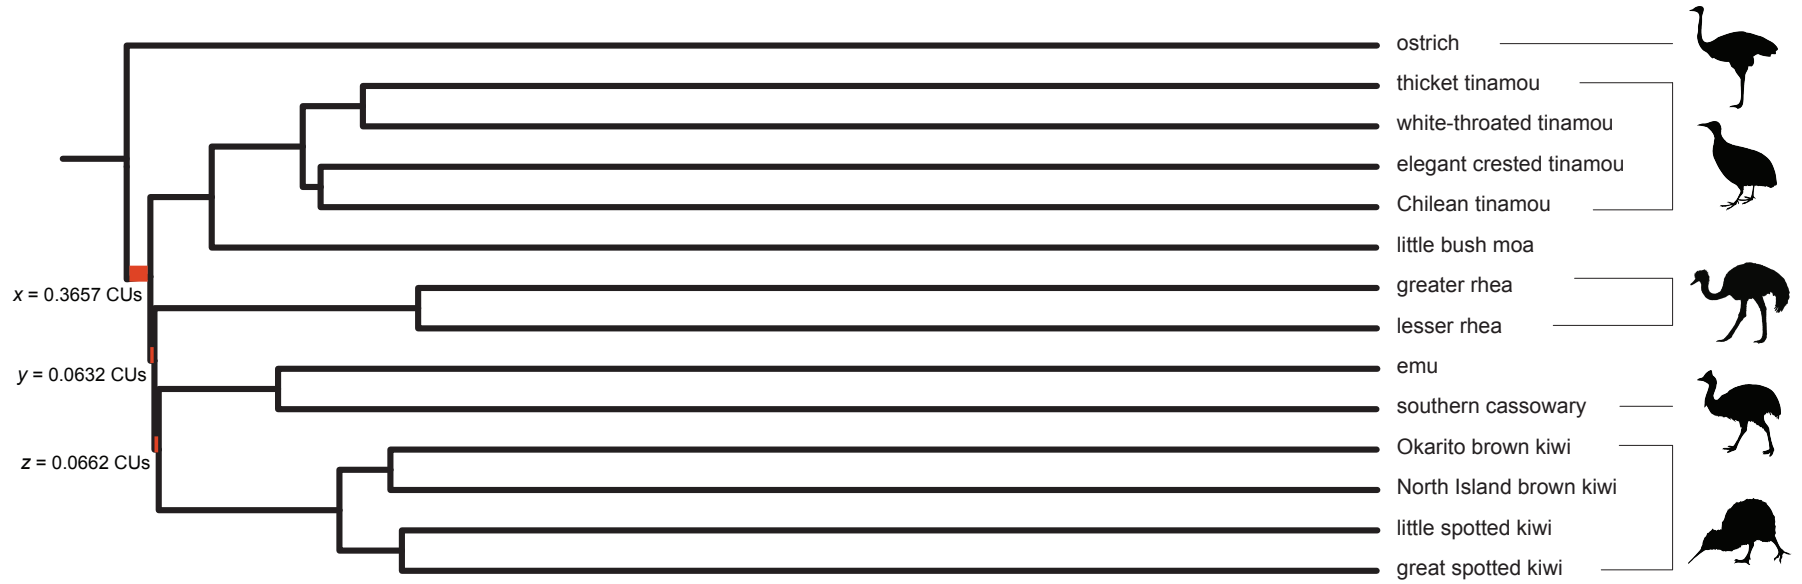 ostrich
thicket tinamou
white-throated tinamou
elegant crested tinamou
Chilean tinamou
little bush moa
greater rhea
x = 0.3657 CUs
lesser rhea
emu
y = 0.0632 CUs
southern cassowary
Okarito brown kiwi
z = 0.0662 CUs
North Island brown kiwi
little spotted kiwi
great spotted kiwi